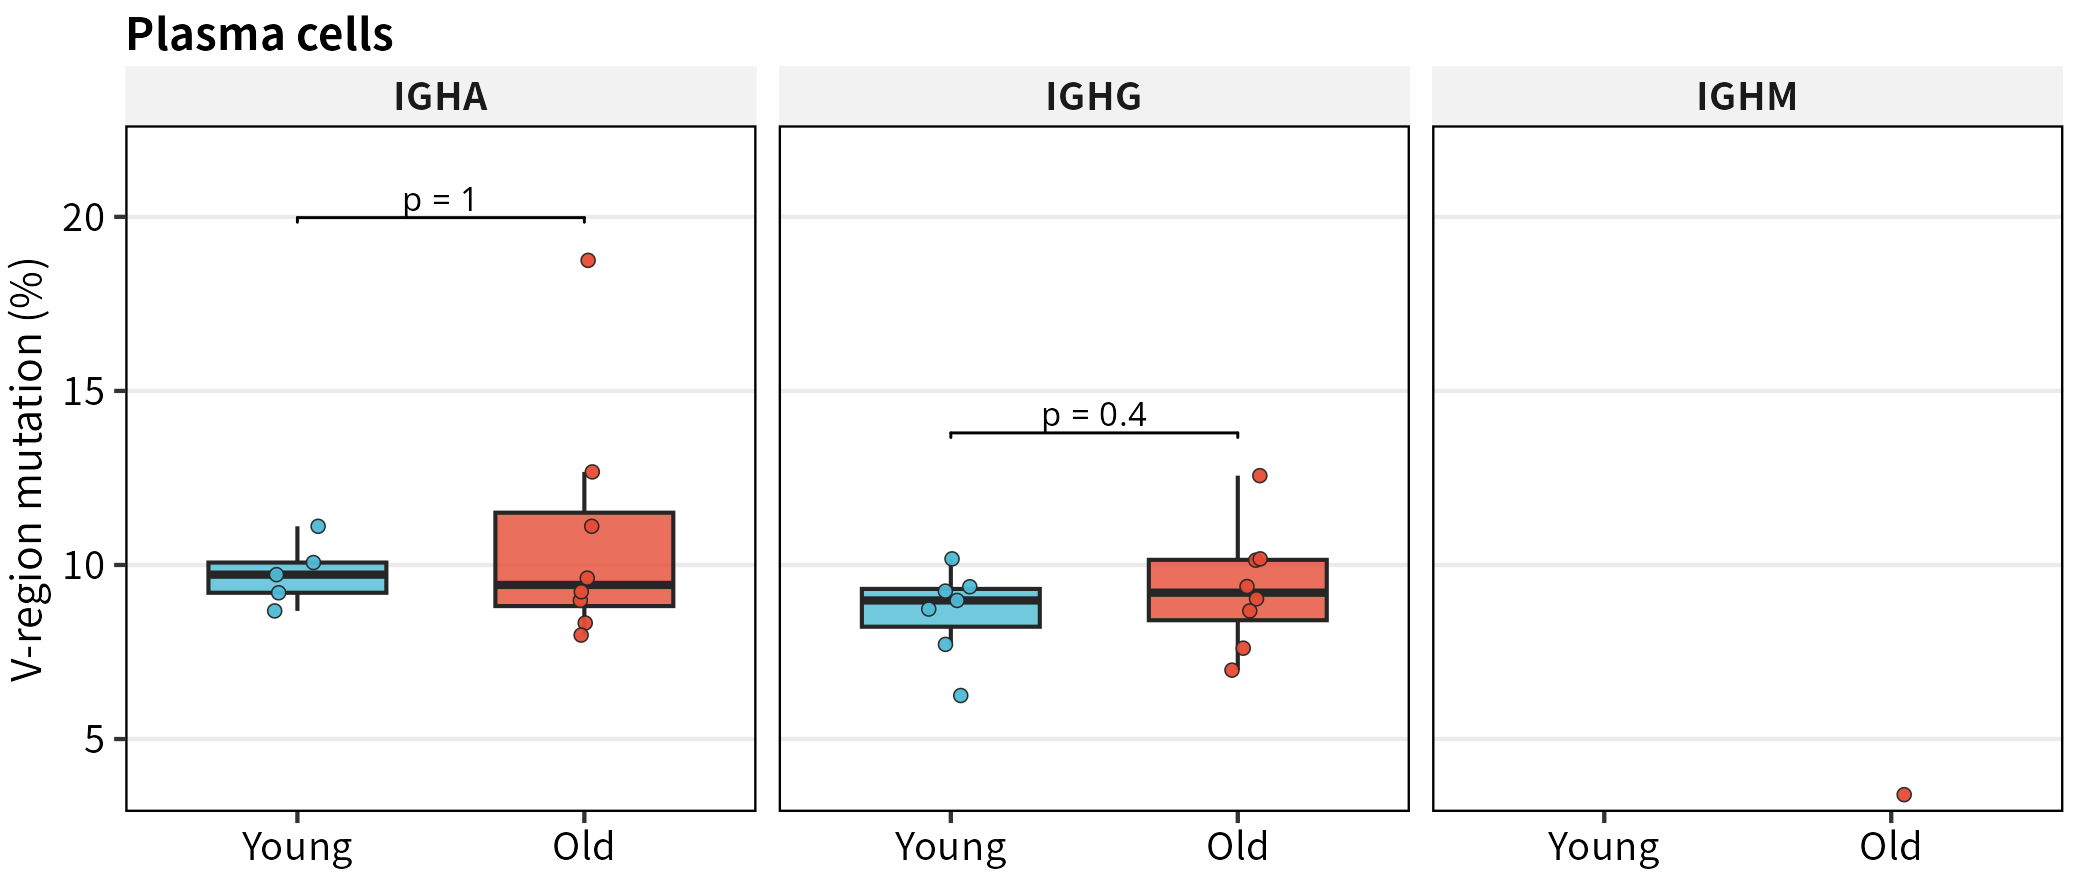 Plasma cells
IGHA
IGHG
IGHM
V-region mutation (%)
20
15
10
5
p = 1
p = 0.4
Young
Old
Young
Old
Young
Old